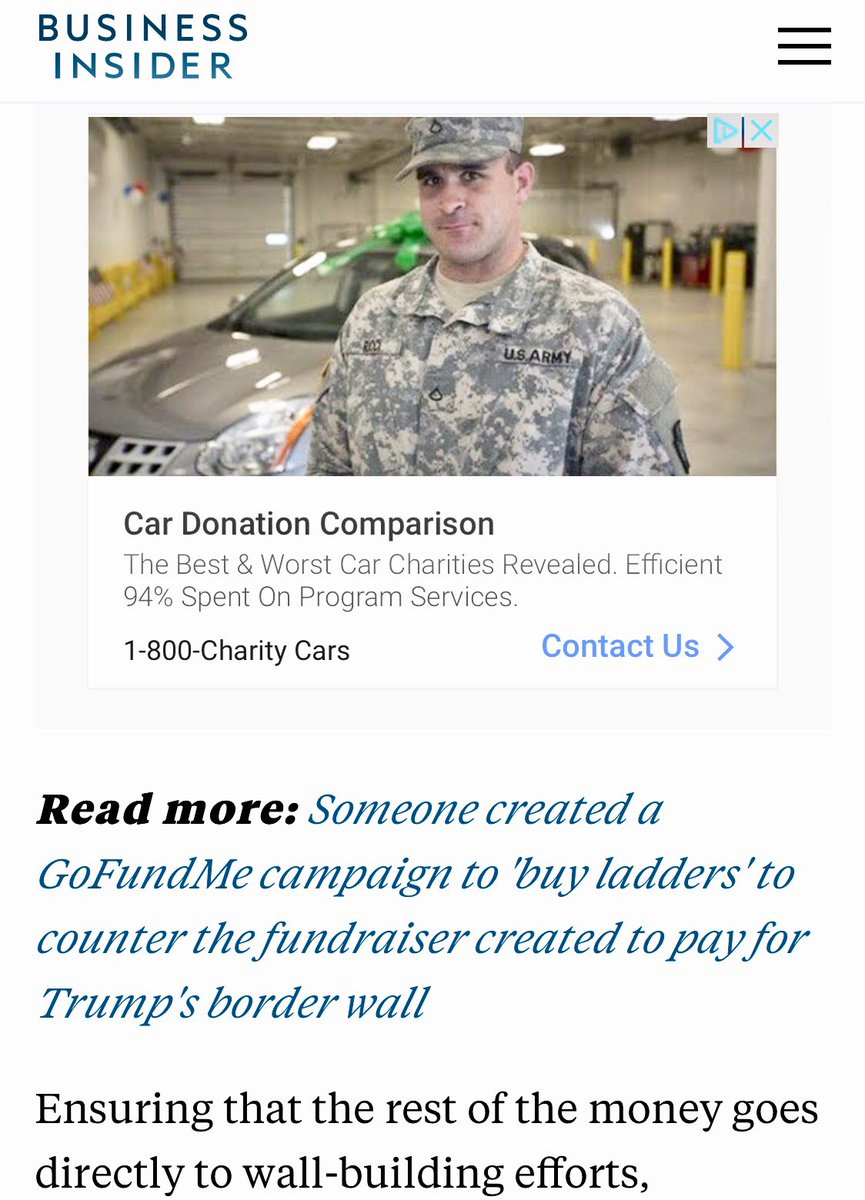 BUSINESS
INSIDER
U.S. ARMY
Car Donation Comparison
The Best & Worst Car Charities Revealed. Efficient
94% Spent On Program Services.
1-800-Charity Cars
Contact Us
Read more: Someone created a
GoFundMe campaign to 'buy ladders' to
counter the fundraiser created to pay for
Trump's border wall
Ensuring that the rest of the money goes
directly to wall-building efforts,